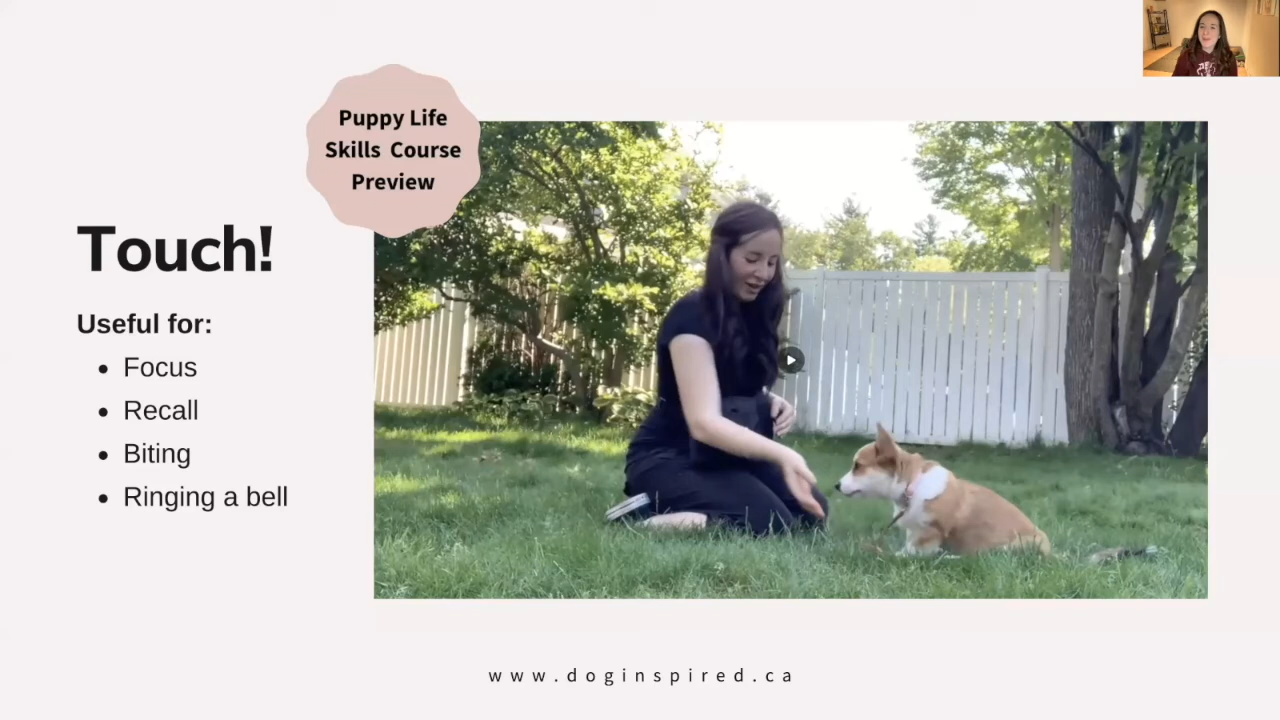 Puppy Life
Skills Course
Preview
Touch!
Useful for:
Focus
Recall
Biting
Ringing a bell
www.doginspired.ca